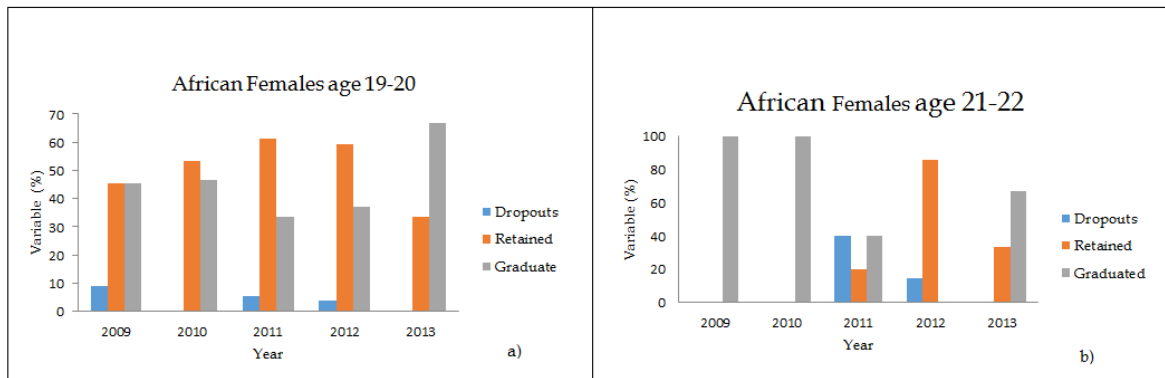 African Females age 19-20
70
60
50
40
30
20
10
0
Variable (%)
2009 2010 2011 2012 2013
Year
Dropouts
Retained
Graduate
a)
African Females age 21-22
100
80
60
40
20
0
Variable (%)
2009 2010 2011 2012 2013
Year
Dropouts
Retained
Graduated
b)